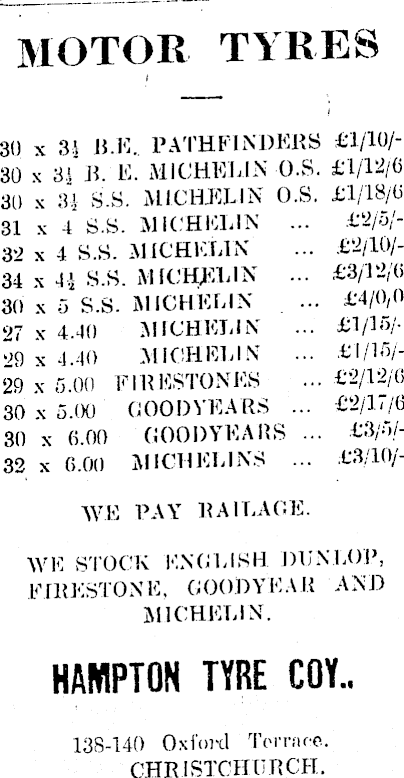 MOTOR TYRES
30 x 3½ B.E. PATHFINDERS £1/10/-
30 x 3½ B. E. MICHELIN O.S. £1/12/6
30 x 3½ S.S. MICHELIN O.S. £1/18/6
31 x 4 S.S. MICHELIN ... £2/5/-
32 x 4 S.S. MICHELIN ... £2/10/-
34 x 4½ S.S. MICHELIN ... £3/12/6
30 x 5 S.S. MICHELIN ... £4/0/0
27 x 4.40 MICHELIN ... £1/15/-
29 x 4.40 MICHELIN ... £1/15/-
29 x 5.00 FIRESTONES ... £2/12/6
30 x 5.00 GOODYEARS ... £2/17/6
30 x 6.00 GOODYEARS ... £3/5/-
32 x 6.00 MICHELINS ... £3/10/-
WE PAY RAILAGE.
WE STOCK ENGLISH DUNLOP,
FIRESTONE, GOODYEAR AND
MICHELIN.
HAMPTON TYRE COY..
138-140 Oxford Terrace.
CHRISTCHURCH.